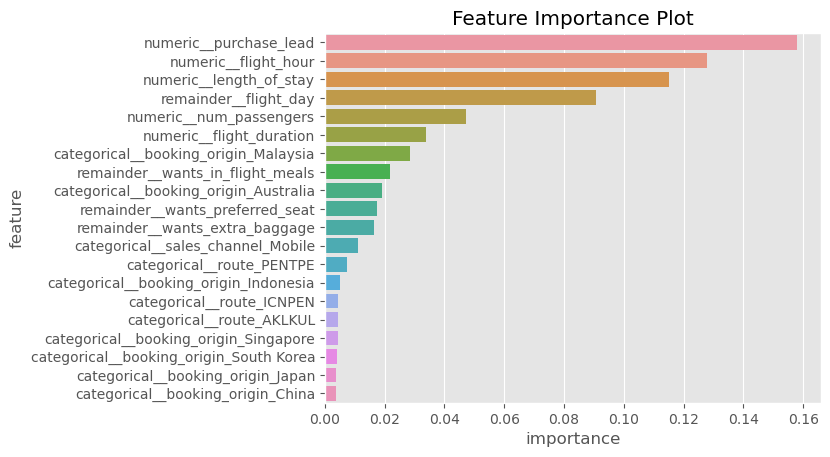 Feature Importance Plot
numeric__purchase_lead
numeric__flight_hour
numeric__length_of_stay
remainder__flight_day
numeric__num_passengers
numeric__flight_duration
categorical__booking_origin_Malaysia
remainder__wants_in_flight_meals
categorical__booking_origin_Australia
remainder__wants_preferred_seat
remainder__wants_extra_baggage
categorical__sales_channel_Mobile
categorical__route_PENTPE
categorical__booking_origin_Indonesia
categorical__route_ICNPEN
categorical__route_AKLKUL
categorical__booking_origin_Singapore
categorical__booking_origin_South Korea
categorical__booking_origin_Japan
categorical__booking_origin_China
feature
0.00 0.02 0.04 0.06 0.08 0.10 0.12 0.14 0.16
importance